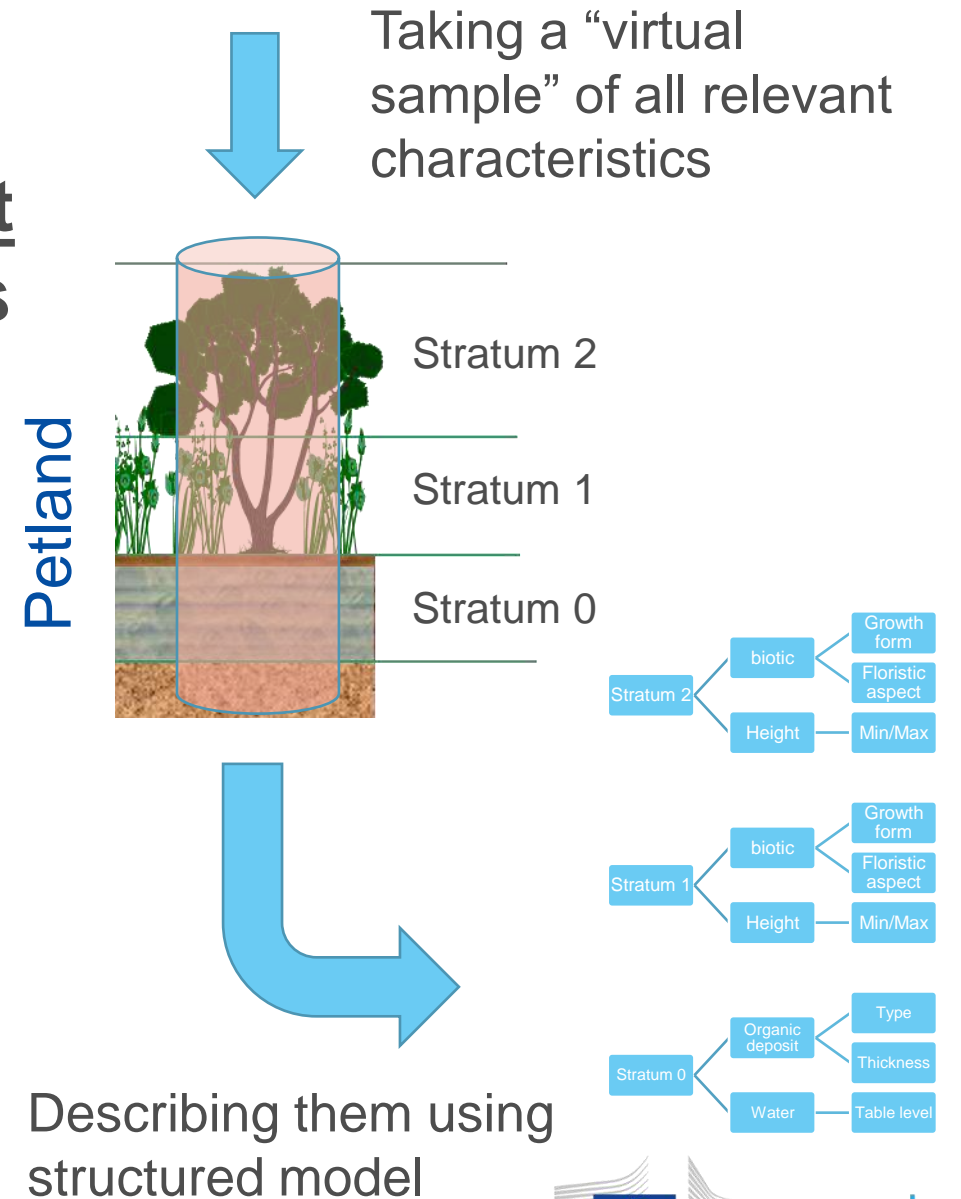 Taking a “virtual
sample” of all relevant
characteristics
t
s
Petland
Stratum 2
Stratum 1
Stratum 0
Stratum 2
biotic
Growth
form
Floristic
aspect
Height
Min/Max
Stratum 1
biotic
Growth
form
Floristic
aspect
Height
Min/Max
Stratum 0
Organic
deposit
Type
Thickness
Water
Table level
Describing them using
structured model